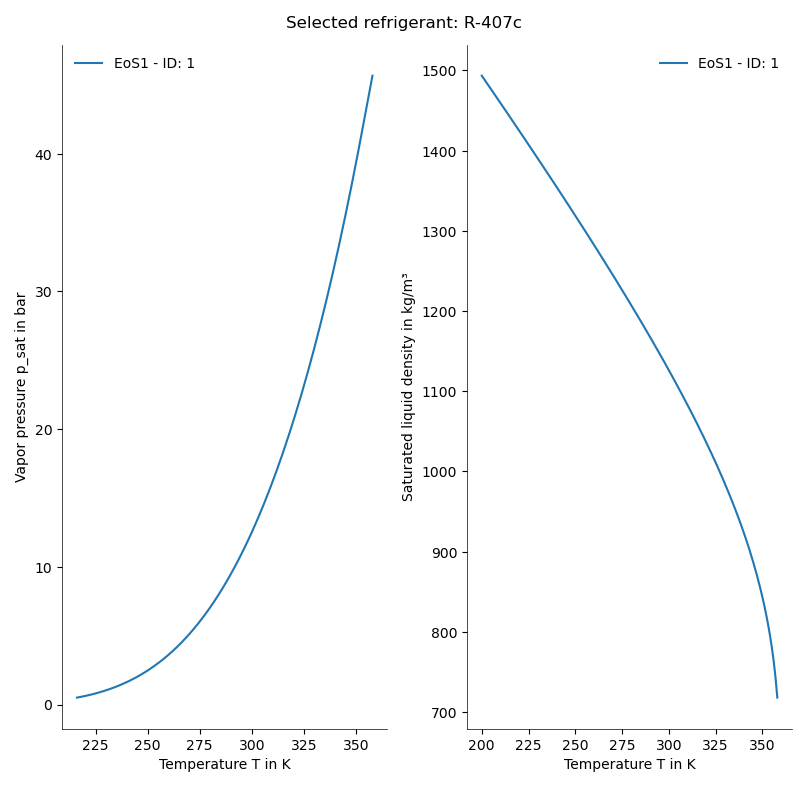 Selected refrigerant: R-407c
EoS1 - ID: 1
40
30
20
10
0
Vapor pressure p_sat in bar
225 250 275 300 325 350
Temperature T in K
EoS1 - ID: 1
1500
1400
1300
1200
1100
1000
900
800
700
Saturated liquid density in kg/m³
200 225 250 275 300 325 350
Temperature T in K